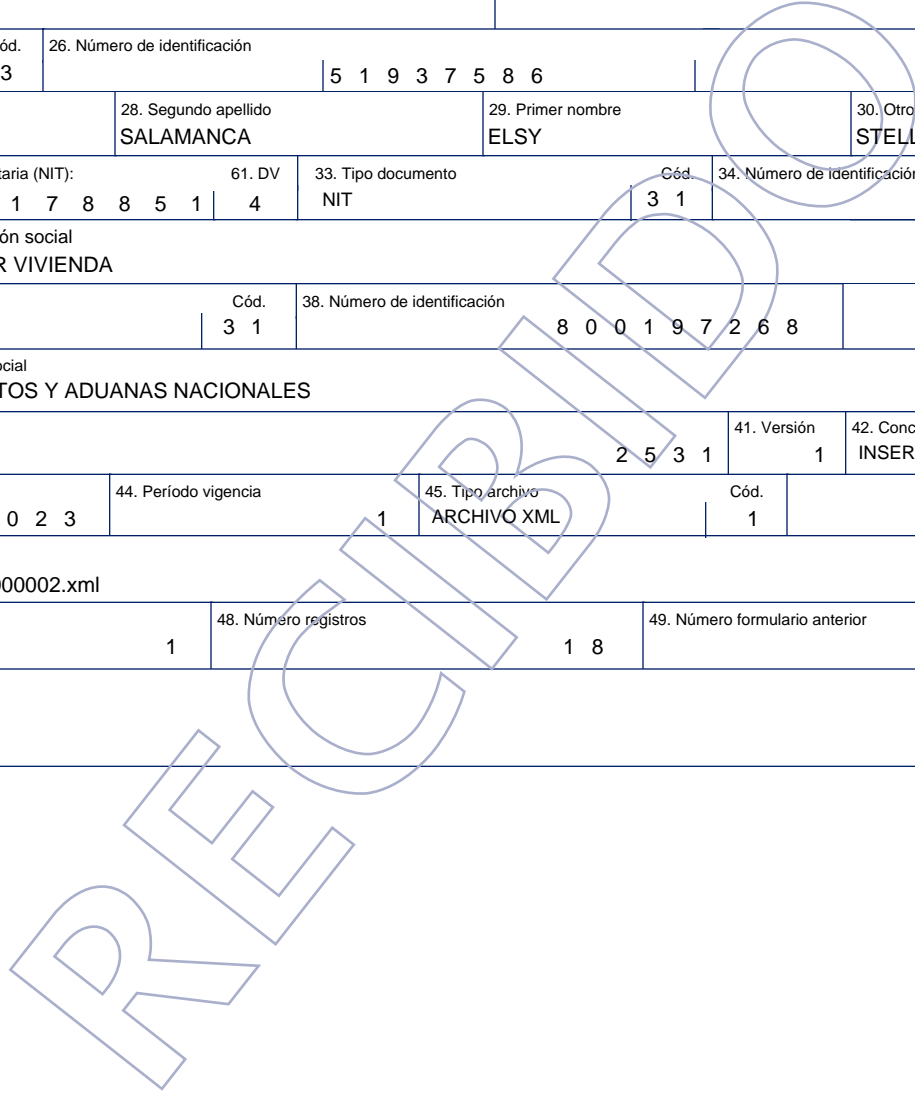 ód. 26. Número de identificación
3 5 1 9 3 7 5 8 6
28. Segundo apellido 29. Primer nombre 30. Otro
SALAMANCA ELSY STELL
taria (NIT): 61. DV 33. Tipo documento Cód. 34. Número de identificación
1 7 8 8 5 1 4 NIT 3 1
ón social
R VIVIENDA
Cód. 38. Número de identificación
3 1 8 0 0 1 9 7 2 6 8
ocial
TOS Y ADUANAS NACIONALES
41. Versión 42. Conc
2 5 3 1 1 INSER
44. Período vigencia 45. Tipo archivo Cód.
0 2 3 1 ARCHIVO XML 1
000002.xml
48. Número registros 49. Número formulario anterior
1 1 8
RECIBIDO